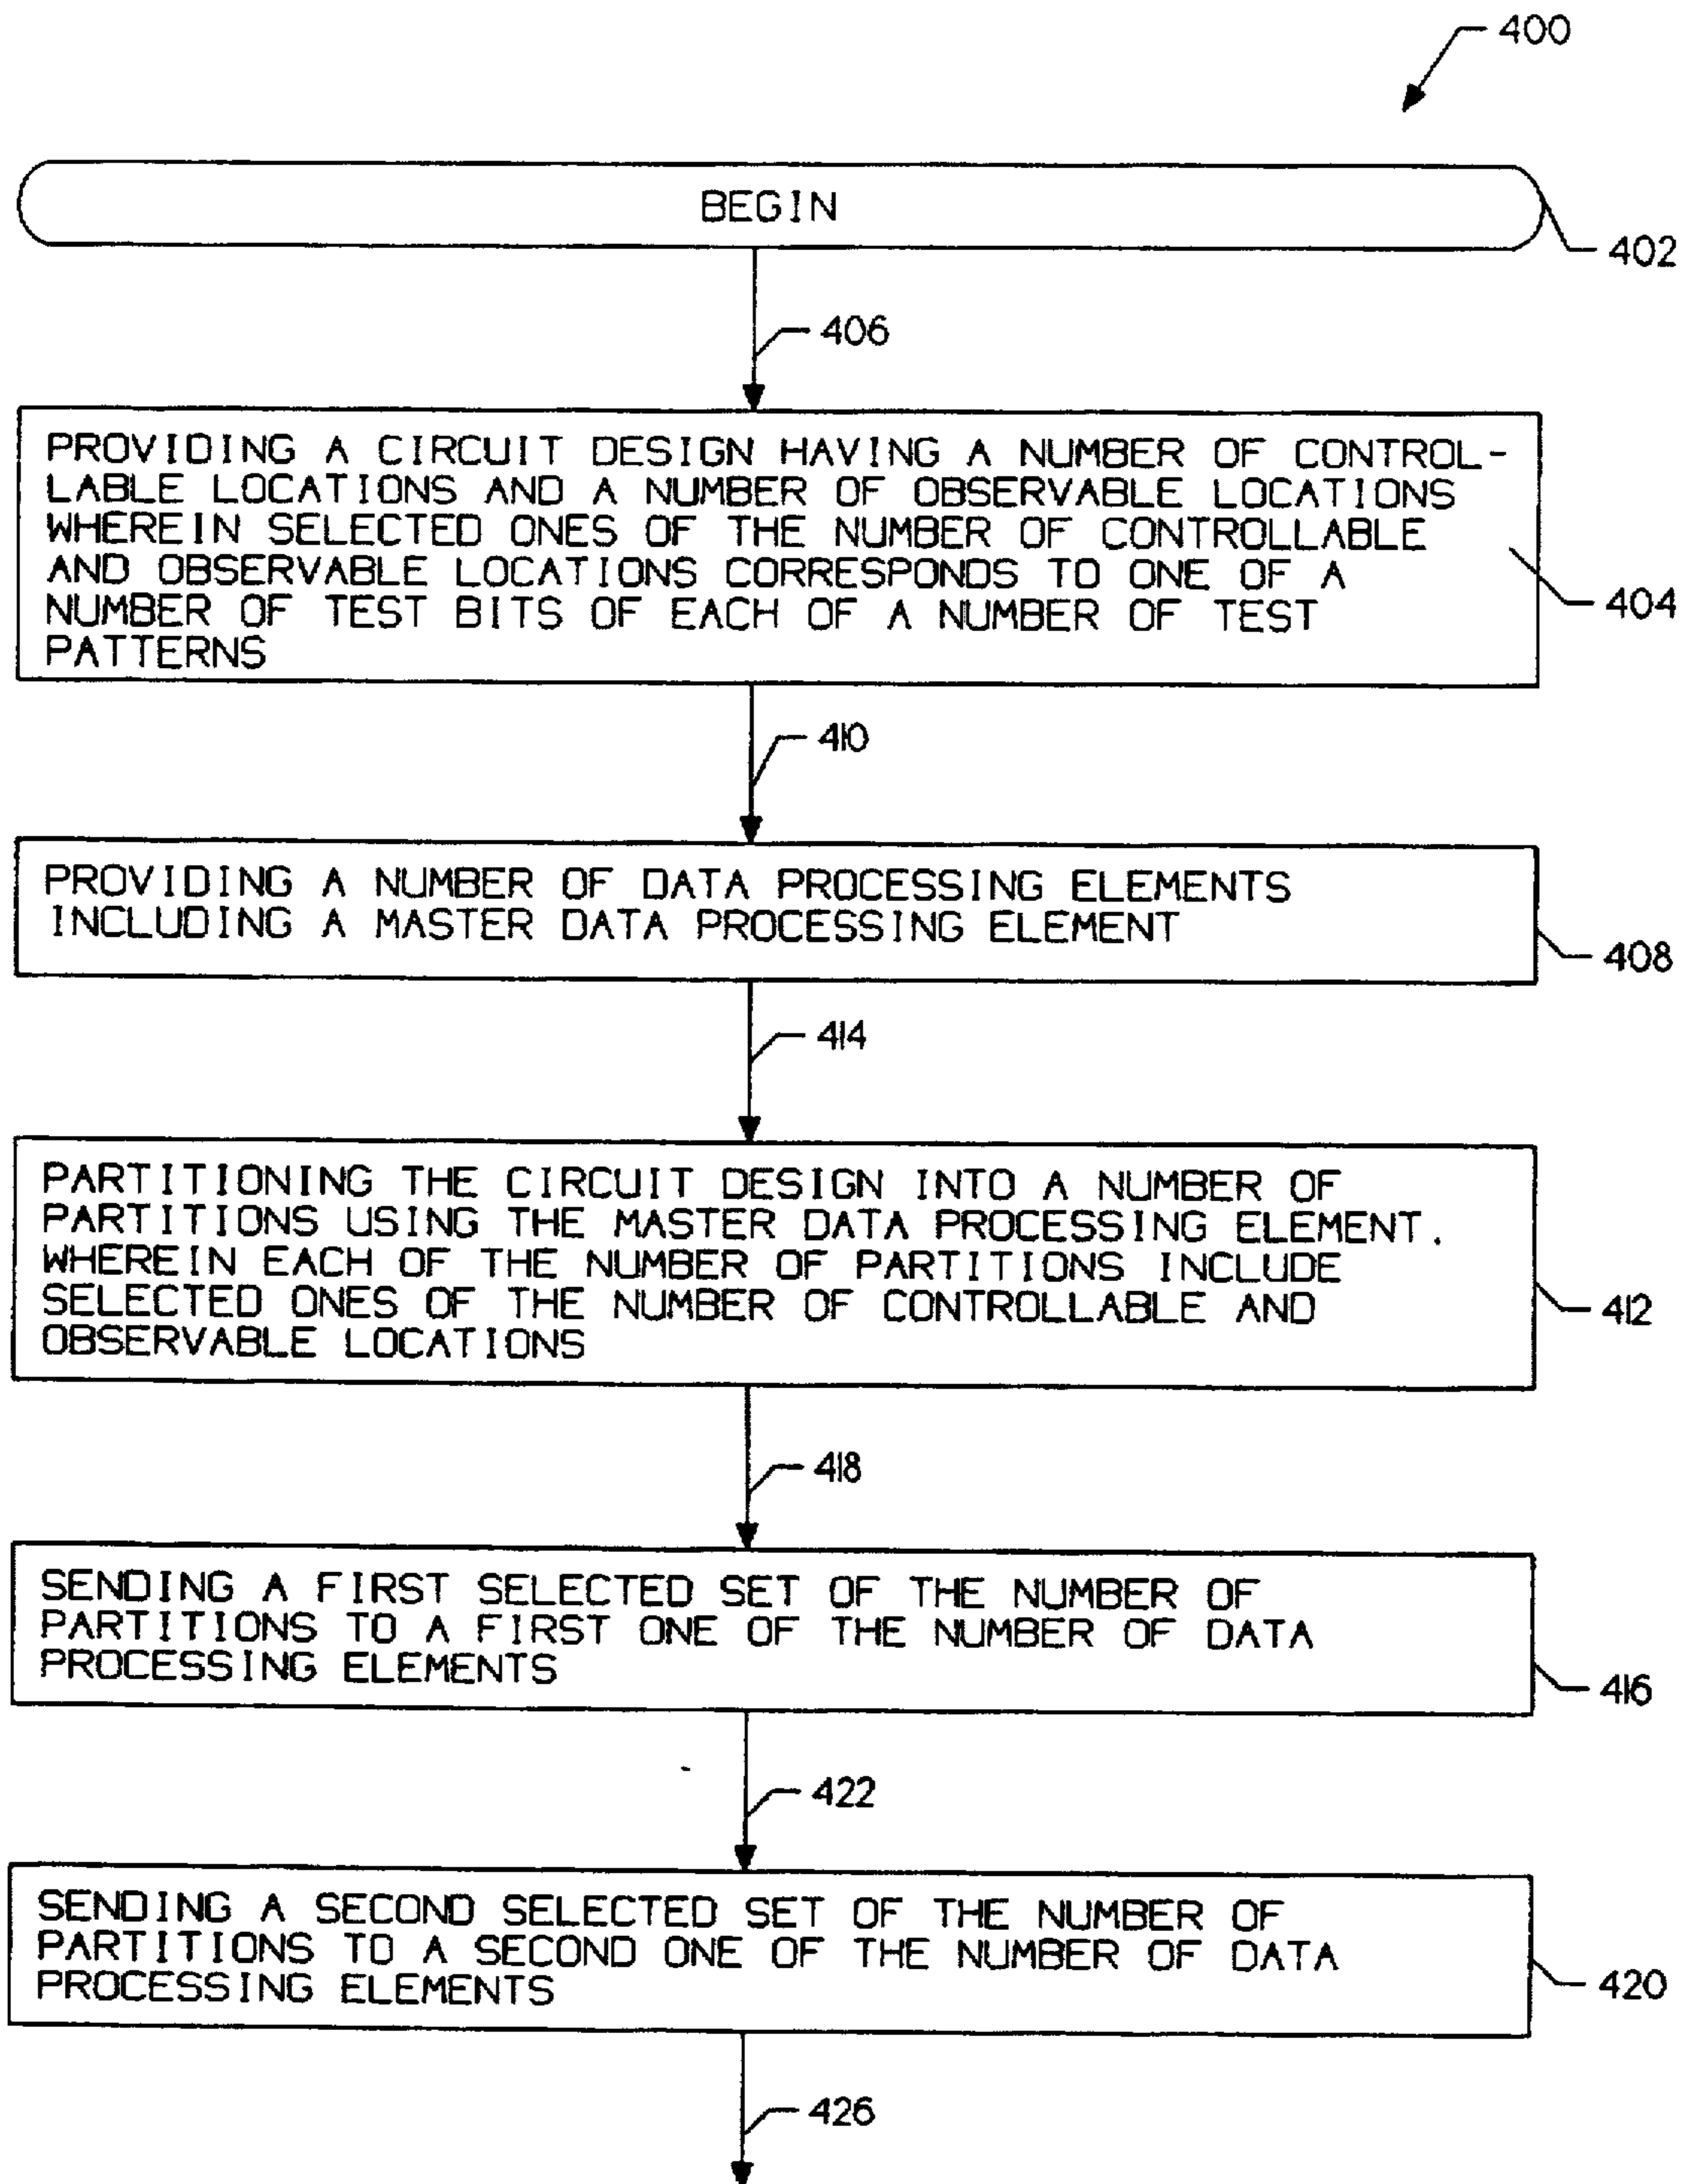 400
BEGIN
402
406
PROVIDING A CIRCUIT DESIGN HAVING A NUMBER OF CONTROL-
LABLE LOCATIONS AND A NUMBER OF OBSERVABLE LOCATIONS
WHEREIN SELECTED ONES OF THE NUMBER OF CONTROLLABLE
AND OBSERVABLE LOCATIONS CORRESPONDS TO ONE OF A
NUMBER OF TEST BITS OF EACH OF A NUMBER OF TEST
PATTERNS
404
410
PROVIDING A NUMBER OF DATA PROCESSING ELEMENTS
INCLUDING A MASTER DATA PROCESSING ELEMENT
408
414
PARTITIONING THE CIRCUIT DESIGN INTO A NUMBER OF
PARTITIONS USING THE MASTER DATA PROCESSING ELEMENT.
WHEREIN EACH OF THE NUMBER OF PARTITIONS INCLUDE
SELECTED ONES OF THE NUMBER OF CONTROLLABLE AND
OBSERVABLE LOCATIONS
412
418
SENDING A FIRST SELECTED SET OF THE NUMBER OF
PARTITIONS TO A FIRST ONE OF THE NUMBER OF DATA
PROCESSING ELEMENTS
416
422
SENDING A SECOND SELECTED SET OF THE NUMBER OF
PARTITIONS TO A SECOND ONE OF THE NUMBER OF DATA
PROCESSING ELEMENTS
420
426